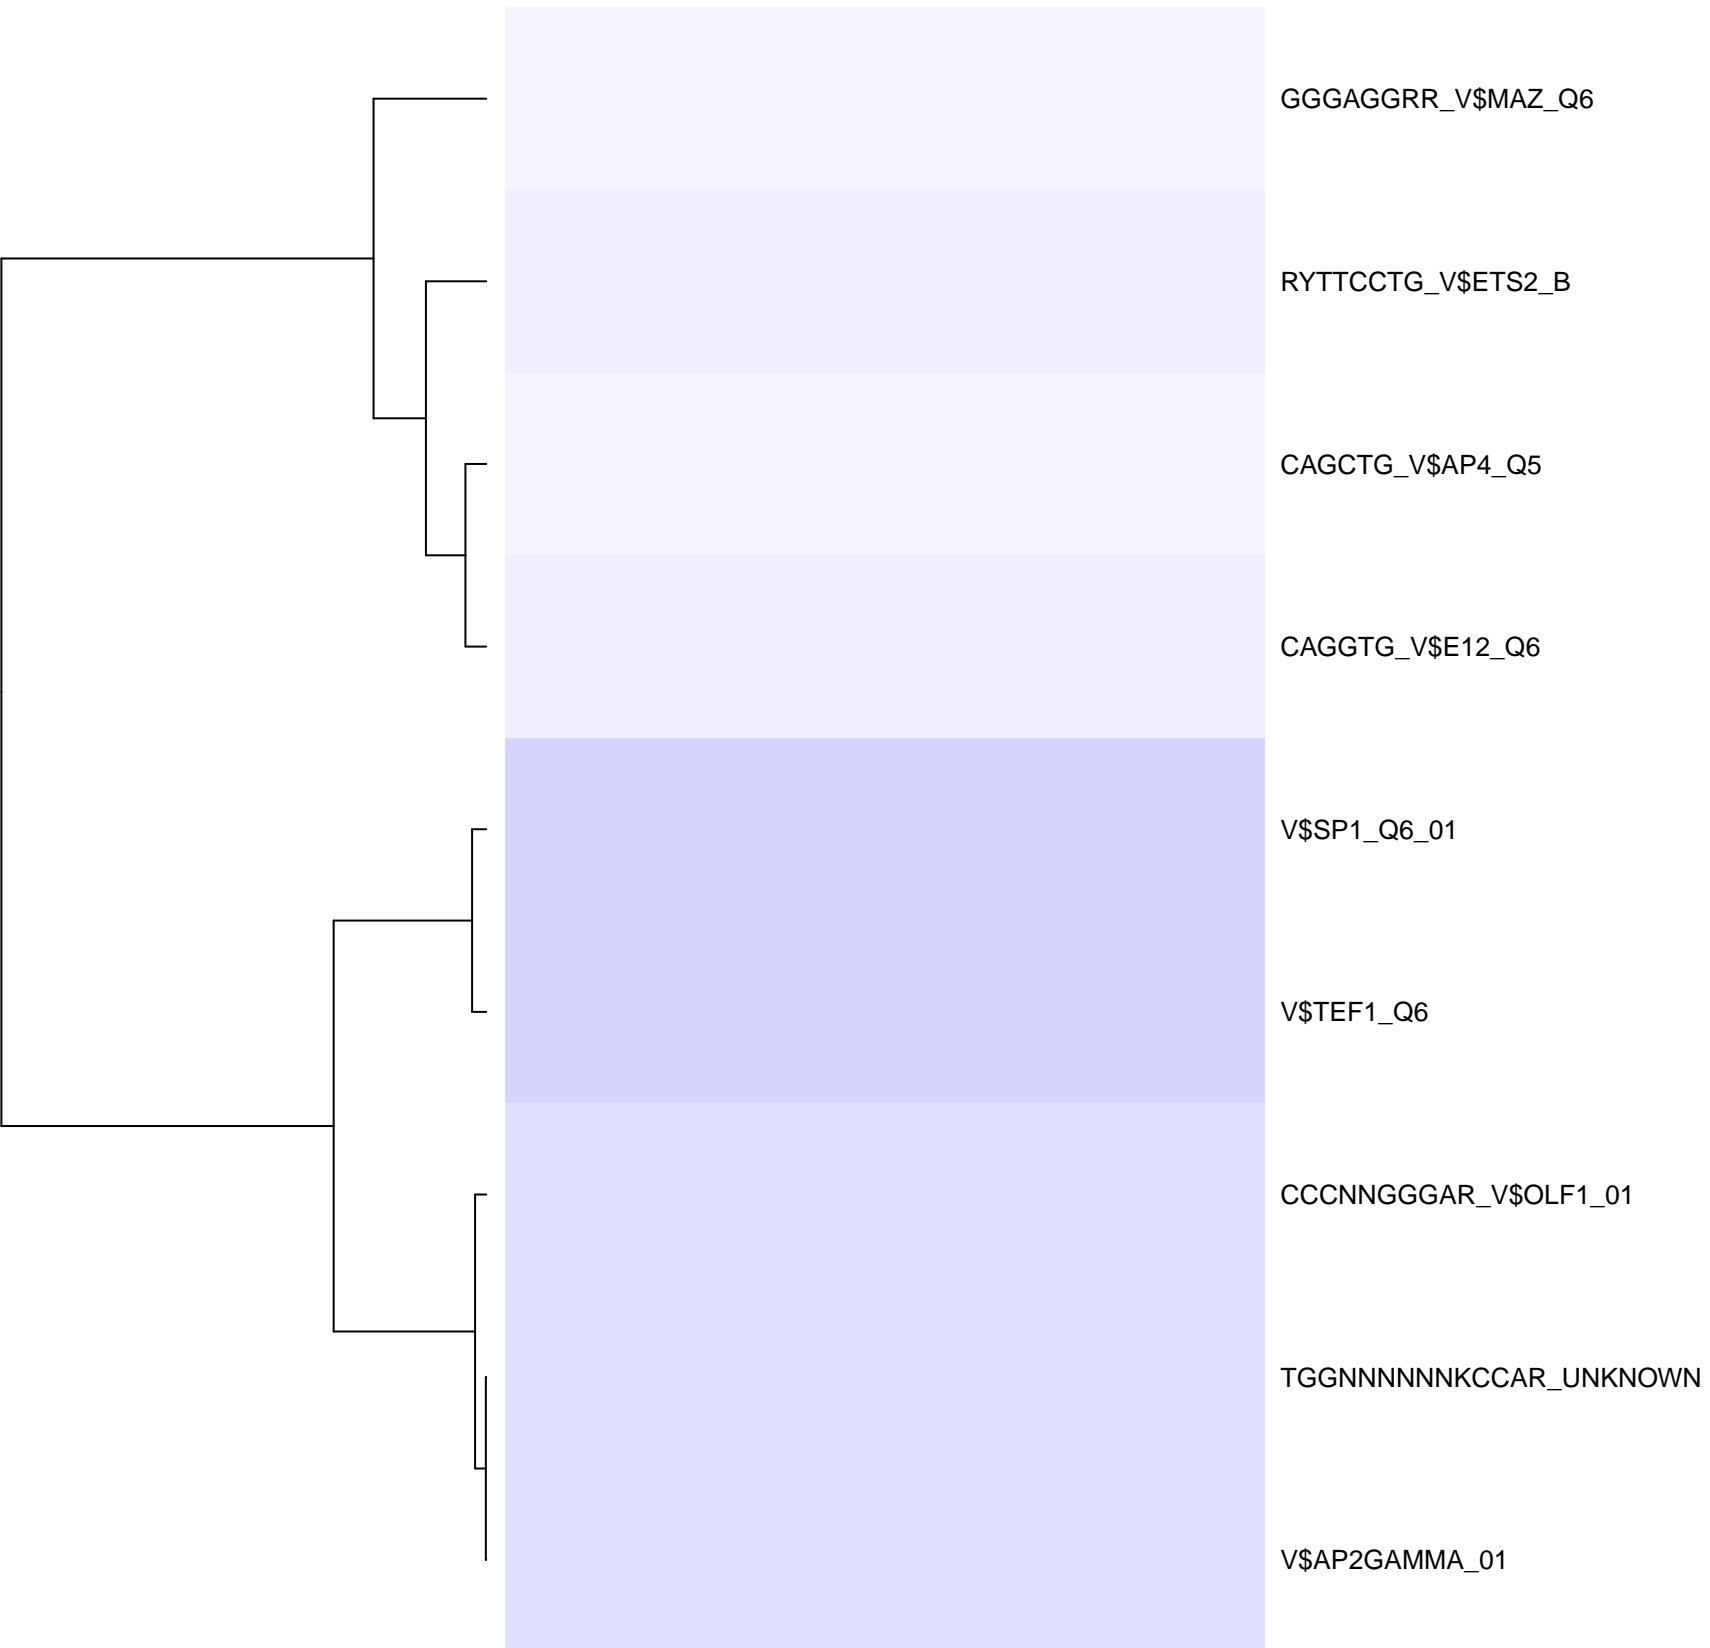 GGGAGGRR_V$MAZ_Q6
RYTTCCTG_V$ETS2_B
CAGCTG_V$AP4_Q5
CAGGTG_V$E12_Q6
V$SP1_Q6_01
V$TEF1_Q6
CCCNNGGGAR_V$OLF1_01
TGGNNNNNNKCCAR_UNKNOWN
V$AP2GAMMA_01